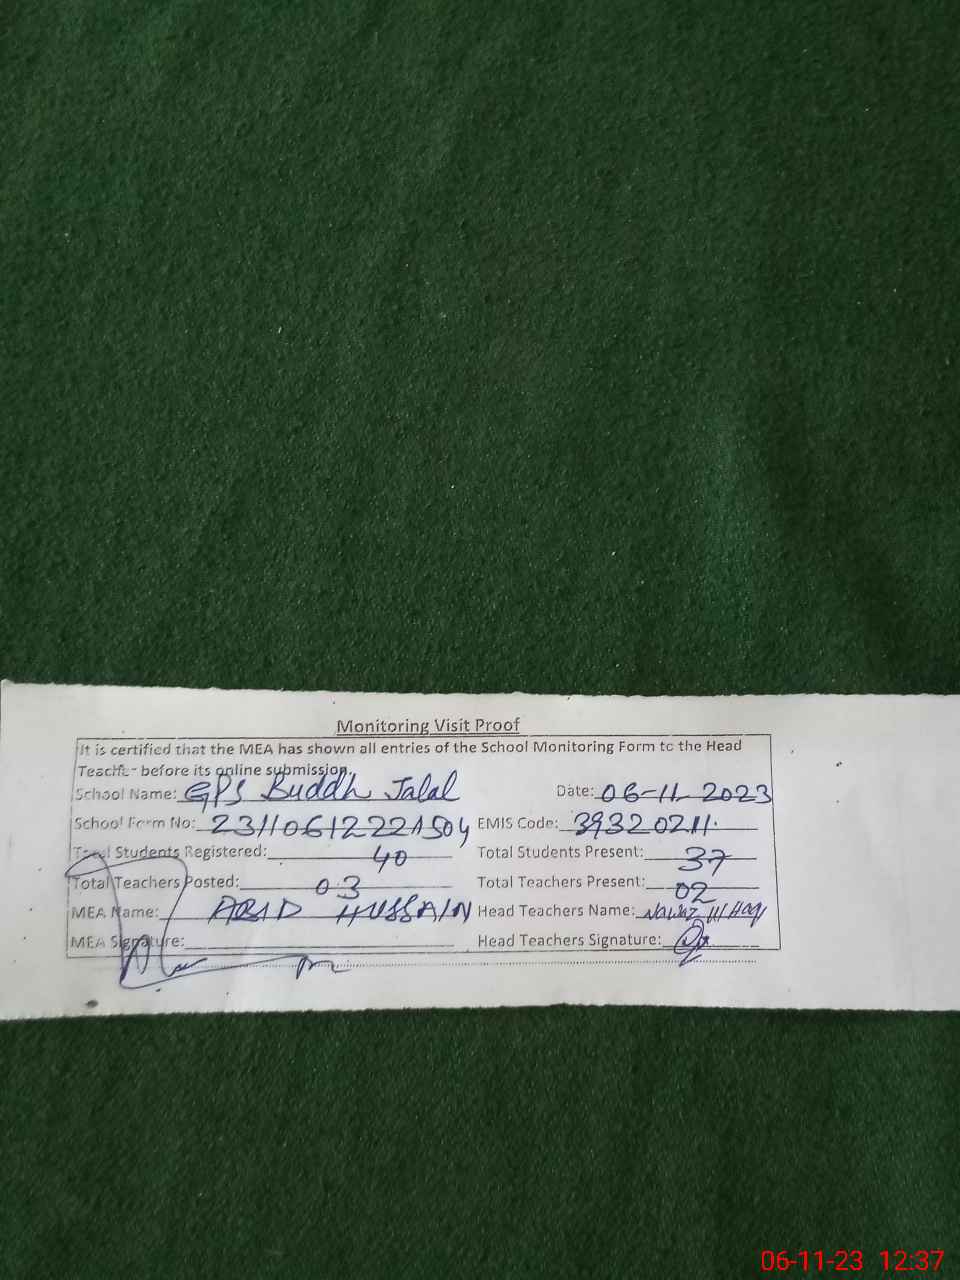 Monitoring Visit Proof
It is certified that the MEA has shown all entries of the School Monitoring Form to the Head
Teacher before its online submission.
School Name: GPS Buddh Jalal Date: 06-11-2023
School Form No: EMIS Code: 39320211
Total Students Registered: 40 Total Students Present: 37
Total Teachers Posted: 03 Total Teachers Present: 02
MEA Name: ABID HUSSAIN Head Teachers Name: Nawaz
MEA Signature: Head Teachers Signature:
06-11-23 12:37